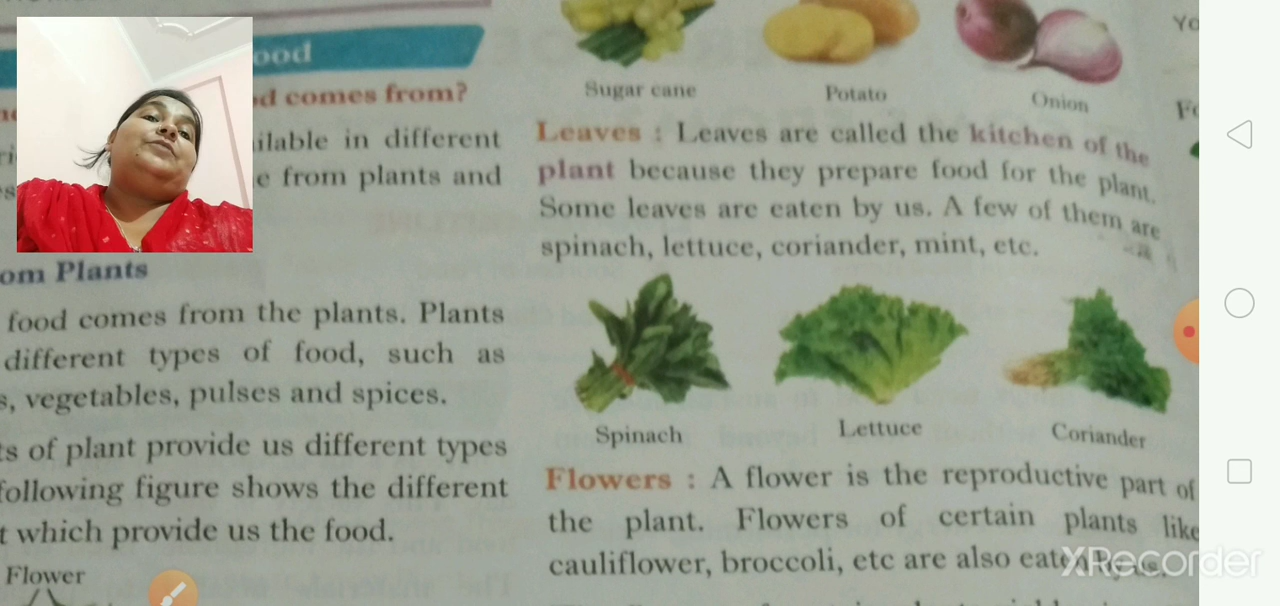 ood
d comes from?
ilable in different
e from plants and
om Plants
food comes from the plants. Plants
different types of food, such as
s, vegetables, pulses and spices.
ts of plant provide us different types
following figure shows the different
t which provide us the food.
Flower
Sugar cane
Potato
Onion
Leaves : Leaves are called the kitchen of the
plant because they prepare food for the plant.
Some leaves are eaten by us. A few of them are
spinach, lettuce, coriander, mint, etc.
Spinach
Lettuce
Coriander
Flowers : A flower is the reproductive part of
the plant. Flowers of certain plants like
cauliflower, broccoli, etc are also eaten by us.
Yo
XRecorder